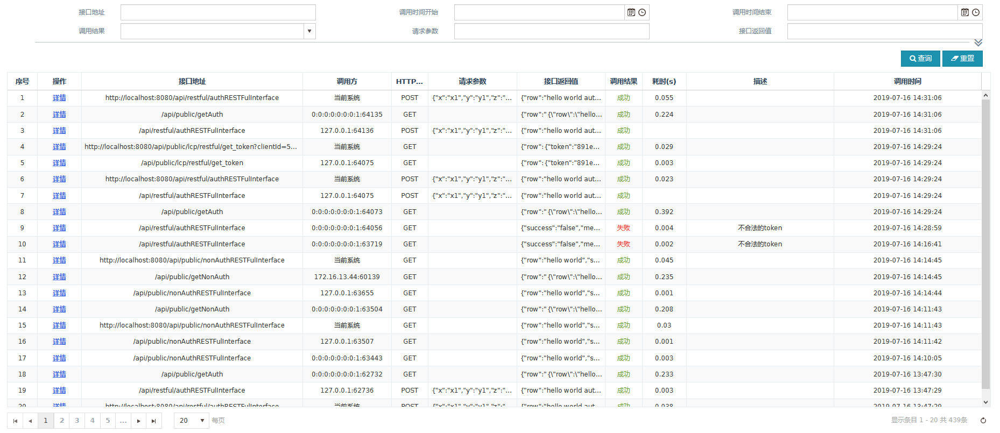 接口地址 调用时间开始 调用时间结束
调用结果 请求参数 接口返回值
查询 重置
序号 操作 接口地址 调用方 HTTP... 请求参数 接口返回值 调用结果 耗时(s) 描述 调用时间
1 详情 http://localhost:8080/api/restful/authRESTFulInterface 当前系统 POST {"x":"x1","y":"y1","z":"... {"row":"hello world aut... 成功 0.055 2019-07-16 14:31:06
2 详情 /api/public/getAuth 0:0:0:0:0:0:0:1:64135 GET {"row":"{\"row\":\"hello... 成功 0.224 2019-07-16 14:31:06
3 详情 /api/restful/authRESTFulInterface 127.0.0.1:64136 POST {"x":"x1","y":"y1","z":"... {"row":"hello world aut... 成功 2019-07-16 14:31:06
4 详情 http://localhost:8080/api/public/lcp/restful/get_token?clientId=5... 当前系统 GET {"row":{"token":"891e... 成功 0.029 2019-07-16 14:29:24
5 详情 /api/public/lcp/restful/get_token 127.0.0.1:64075 GET {"row":{"token":"891e... 成功 0.003 2019-07-16 14:29:24
6 详情 http://localhost:8080/api/restful/authRESTFulInterface 当前系统 POST {"x":"x1","y":"y1","z":"... {"row":"hello world aut... 成功 0.023 2019-07-16 14:29:24
7 详情 /api/restful/authRESTFulInterface 127.0.0.1:64075 POST {"x":"x1","y":"y1","z":"... {"row":"hello world aut... 成功 2019-07-16 14:29:24
8 详情 /api/public/getAuth 0:0:0:0:0:0:0:1:64073 GET {"row":"{\"row\":\"hello... 成功 0.392 2019-07-16 14:29:24
9 详情 /api/restful/authRESTFulInterface 0:0:0:0:0:0:0:1:64056 GET {"success":"false","me... 失败 0.004 不合法的token 2019-07-16 14:28:59
10 详情 /api/restful/authRESTFulInterface 0:0:0:0:0:0:0:1:63719 GET {"success":"false","me... 失败 0.002 不合法的token 2019-07-16 14:16:41
11 详情 http://localhost:8080/api/public/nonAuthRESTFulInterface 当前系统 GET {"row":"hello world","s... 成功 0.045 2019-07-16 14:14:45
12 详情 /api/public/getNonAuth 172.16.13.44:60139 GET {"row":"{\"row\":\"hello... 成功 0.235 2019-07-16 14:14:45
13 详情 /api/public/nonAuthRESTFulInterface 127.0.0.1:63655 GET {"row":"hello world","s... 成功 0.001 2019-07-16 14:14:44
14 详情 /api/public/getNonAuth 0:0:0:0:0:0:0:1:63504 GET {"row":"{\"row\":\"hello... 成功 0.208 2019-07-16 14:11:43
15 详情 http://localhost:8080/api/public/nonAuthRESTFulInterface 当前系统 GET {"row":"hello world","s... 成功 0.03 2019-07-16 14:11:43
16 详情 /api/public/nonAuthRESTFulInterface 127.0.0.1:63507 GET {"row":"hello world","s... 成功 0.001 2019-07-16 14:11:42
17 详情 /api/public/nonAuthRESTFulInterface 0:0:0:0:0:0:0:1:63443 GET {"row":"hello world","s... 成功 0.003 2019-07-16 14:10:05
18 详情 /api/public/getAuth 0:0:0:0:0:0:0:1:62732 GET {"row":"{\"row\":\"hello... 成功 0.233 2019-07-16 13:47:30
19 详情 /api/restful/authRESTFulInterface 127.0.0.1:62736 POST {"x":"x1","y":"y1","z":"... {"row":"hello world aut... 成功 0.003 2019-07-16 13:47:29
20 详情 http://localhost:8080/api/restful/authRESTFulInterface 当前系统 POST {"x":"x1","y":"y1","z":"... {"row":"hello world aut... 成功 0.038 2019-07-16 13:47:29
1 2 3 4 5 ... 20 每页 显示条目 1 - 20 共 439条